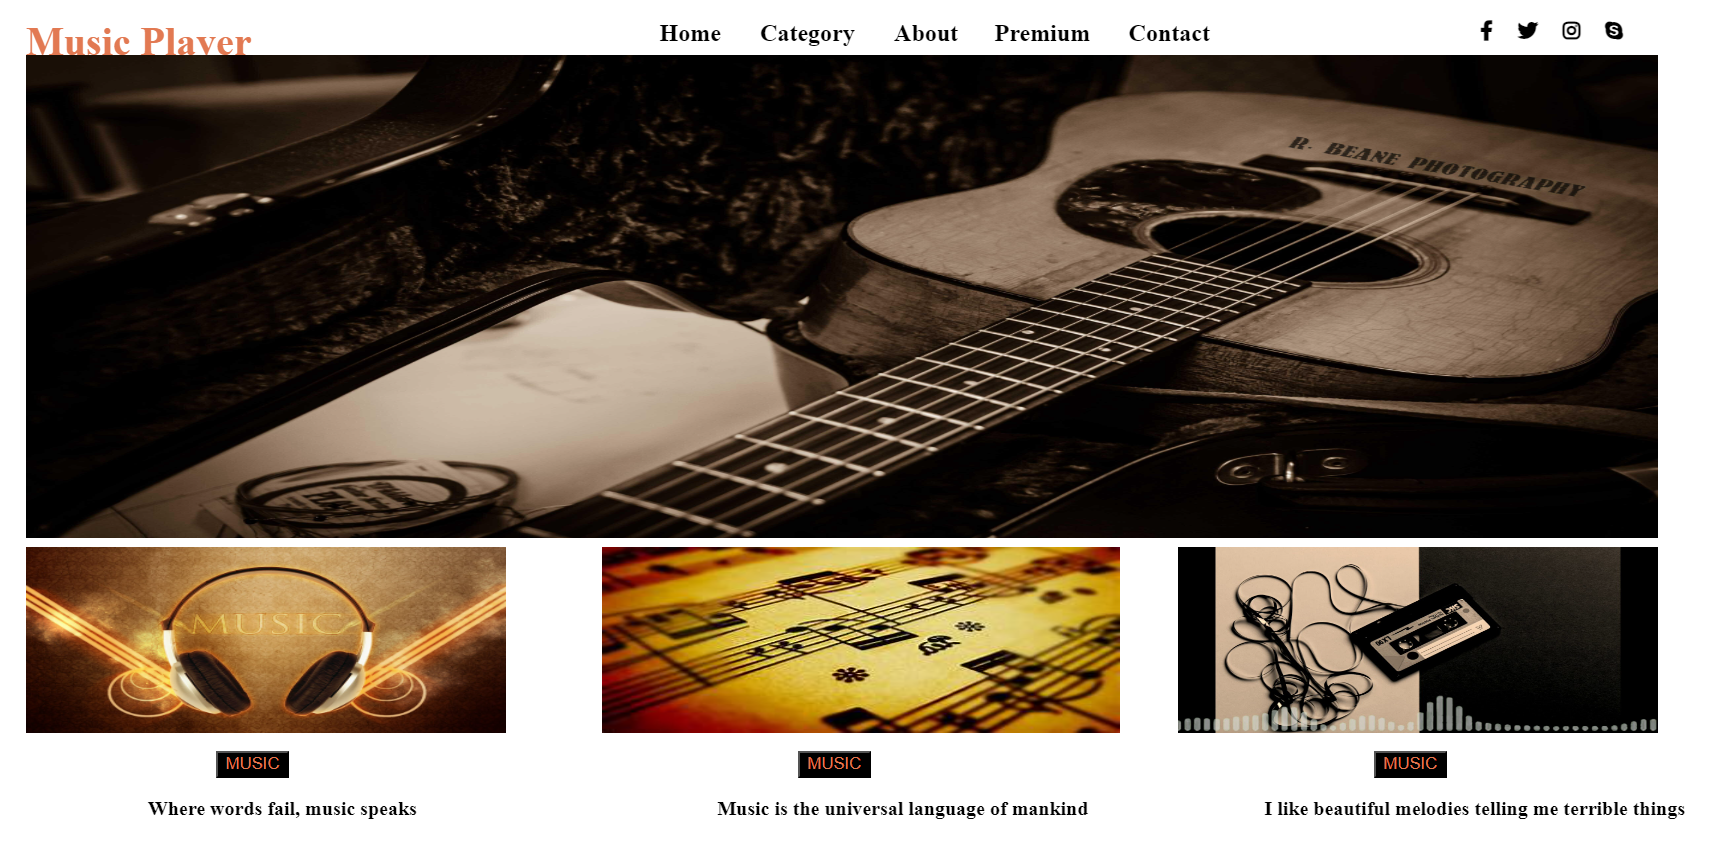 Music Player
Home Category About Premium Contact
R. BEANE PHOTOGRAPHY
MUSIC
MUSIC
MUSIC
MUSIC
Where words fail, music speaks
Music is the universal language of mankind
I like beautiful melodies telling me terrible things